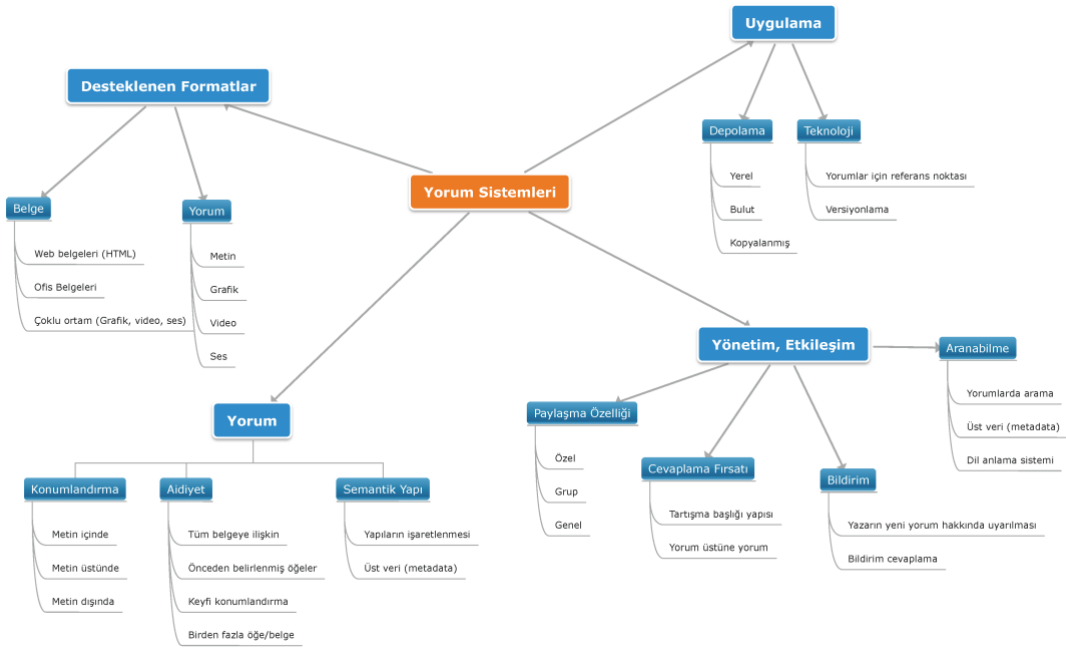 Uygulama
Desteklenen Formatlar
Depolama
Teknoloji
Yerel
Bulut
Kopyalanmış
Yorumlar için referans noktası
Versiyonlama
Yorum Sistemleri
Belge
Web belgeleri (HTML)
Ofis Belgeleri
Çoklu ortam (Grafik, video, ses)
Yorum
Metin
Grafik
Video
Ses
Yönetim, Etkileşim
Aranabilme
Yorumlarda arama
Üst veri (metadata)
Dil anlama sistemi
Paylaşma Özelliği
Özel
Grup
Genel
Cevaplama Fırsatı
Tartışma başlığı yapısı
Yorum üstüne yorum
Bildirim
Yazarın yeni yorum hakkında uyarılması
Bildirim cevaplama
Yorum
Konumlandırma
Metin içinde
Metin üstünde
Metin dışında
Aidiyet
Tüm belgeye ilişkin
Önceden belirlenmiş öğeler
Keyfi konumlandırma
Birden fazla öğe/belge
Semantik Yapı
Yapıların işaretlenmesi
Üst veri (metadata)